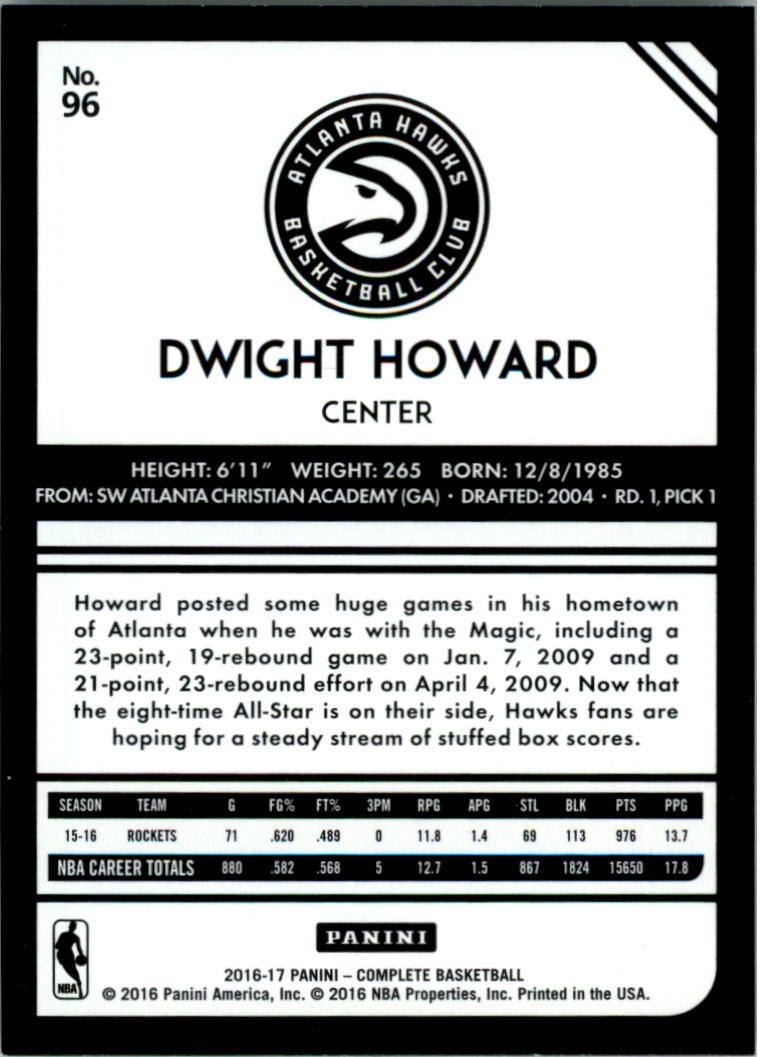 No.
96
ATLANTA HAWKS
BASKETBALL CLUB
DWIGHT HOWARD
CENTER
HEIGHT: 6'11" WEIGHT: 265 BORN: 12/8/1985
FROM: SW ATLANTA CHRISTIAN ACADEMY (GA) • DRAFTED: 2004 • RD. 1, PICK 1
Howard posted some huge games in his hometown
of Atlanta when he was with the Magic, including a
23-point, 19-rebound game on Jan. 7, 2009 and a
21-point, 23-rebound effort on April 4, 2009. Now that
the eight-time All-Star is on their side, Hawks fans are
hoping for a steady stream of stuffed box scores.
SEASON TEAM G FG% FT% 3PM RPG APG STL BLK PTS PPG
15-16 ROCKETS 71 .620 .489 0 11.8 1.4 69 113 976 13.7
NBA CAREER TOTALS 880 .582 .568 5 12.7 1.5 867 1824 15650 17.8
PANINI
NBA
2016-17 PANINI – COMPLETE BASKETBALL
© 2016 Panini America, Inc. © 2016 NBA Properties, Inc. Printed in the USA.